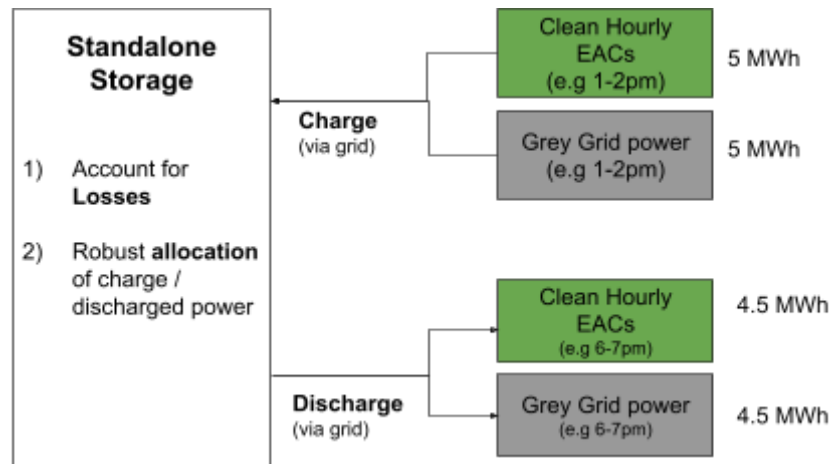 Standalone
Storage
1) Account for
Losses
2) Robust allocation
of charge /
discharged power
Charge
(via grid)
Clean Hourly
EACs
(e.g 1-2pm)
5 MWh
Grey Grid power
(e.g 1-2pm)
5 MWh
Discharge
(via grid)
Clean Hourly
EACs
(e.g 6-7pm)
4.5 MWh
Grey Grid power
(e.g 6-7pm)
4.5 MWh